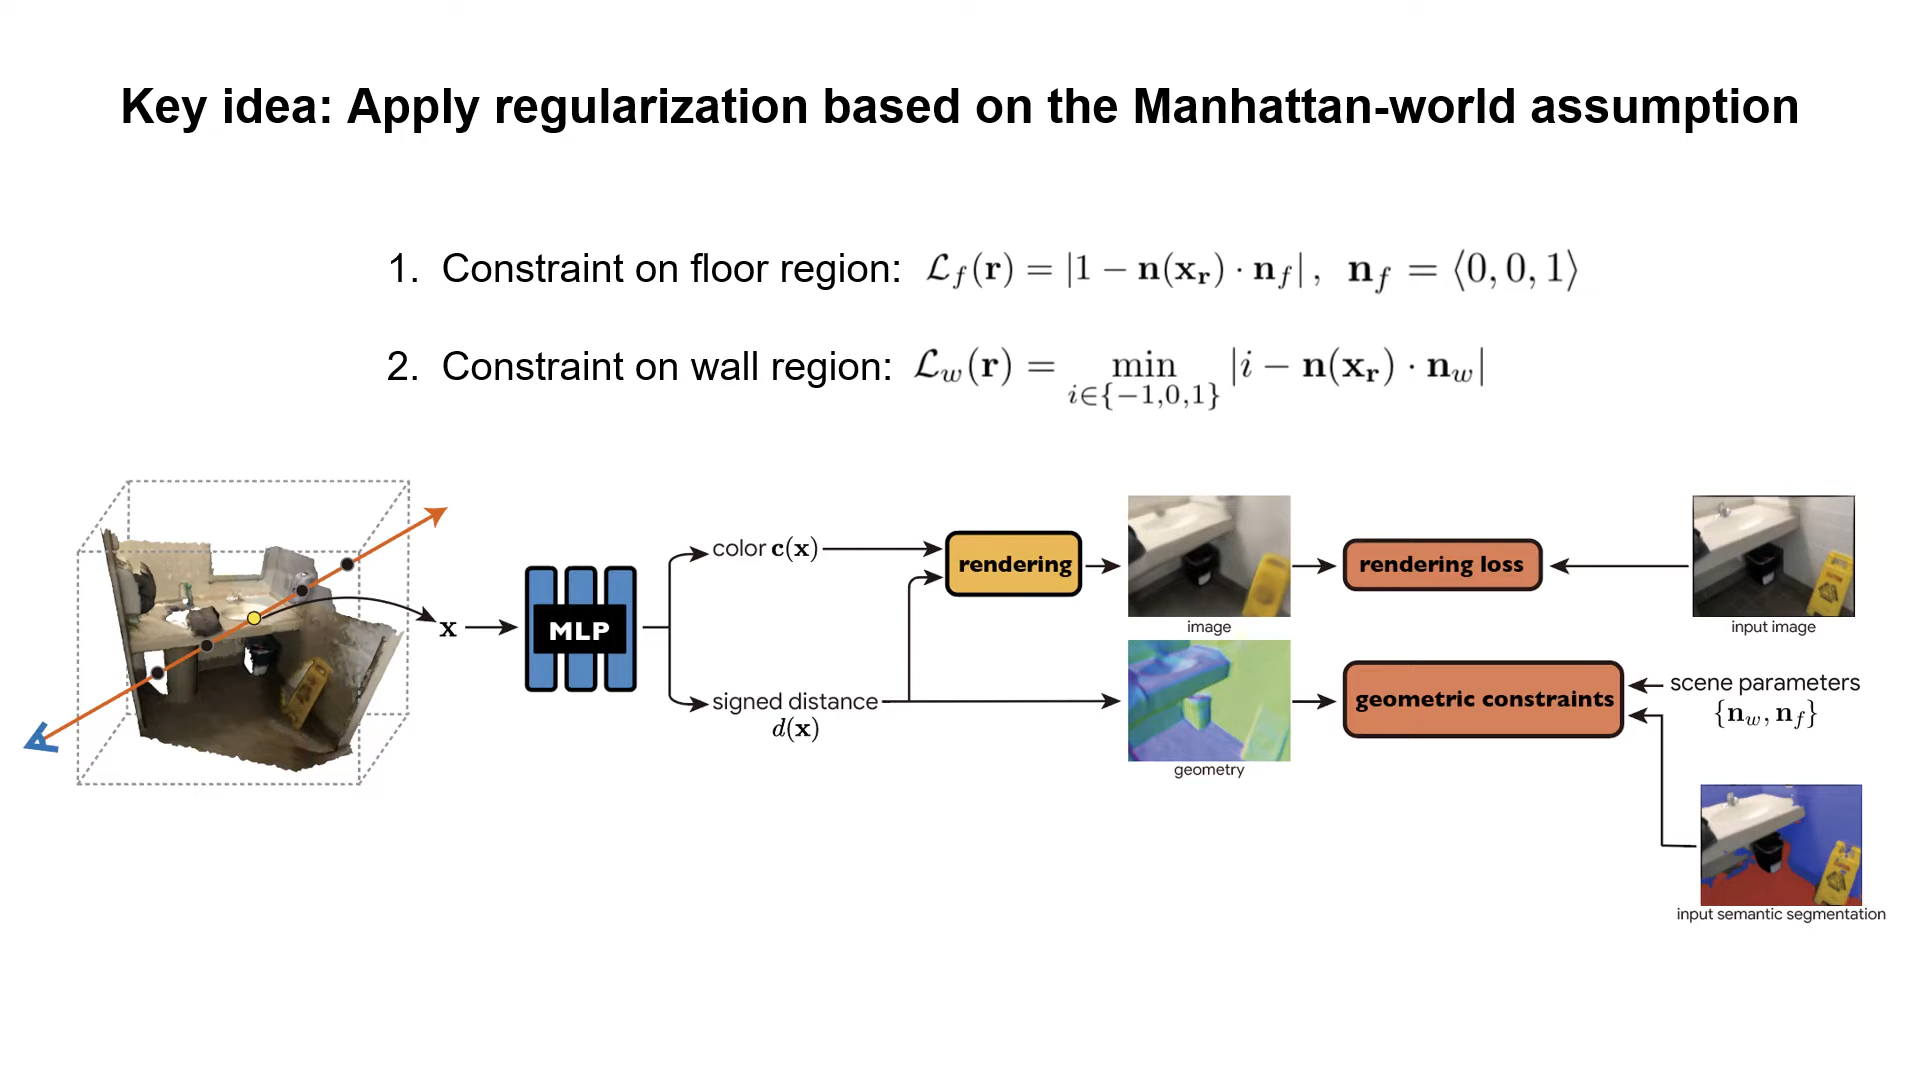 Key idea: Apply regularization based on the Manhattan-world assumption
1. Constraint on floor region: ℒ_f(r) = |1 − n(x_r) · n_f| , n_f = ⟨0, 0, 1⟩
2. Constraint on wall region: ℒ_w(r) = min_{i∈{−1,0,1}} |i − n(x_r) · n_w|
x
MLP
color c(x)
signed distance
d(x)
rendering
image
geometry
rendering loss
geometric constraints
input image
scene parameters
{n_w, n_f}
input semantic segmentation